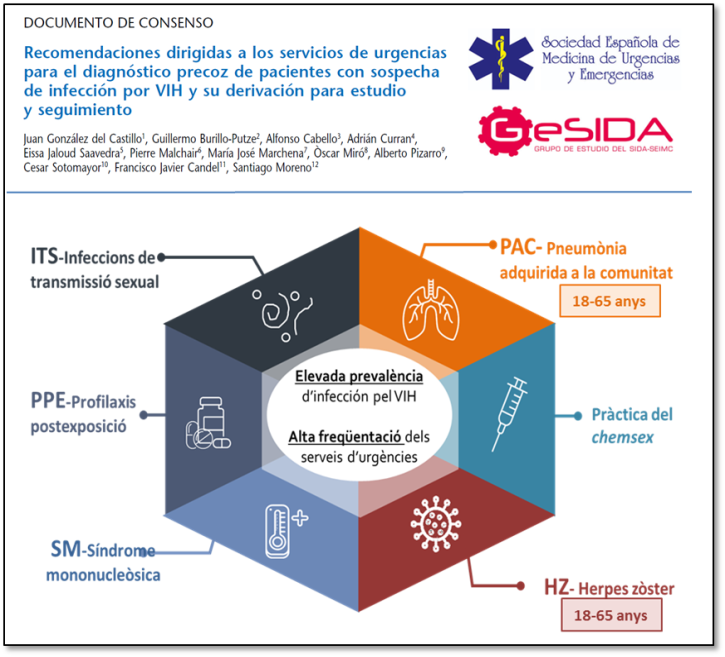 DOCUMENTO DE CONSENSO
Recomendaciones dirigidas a los servicios de urgencias
para el diagnóstico precoz de pacientes con sospecha
de infección por VIH y su derivación para estudio
y seguimiento
Juan González del Castillo1, Guillermo Burillo-Putze2, Alfonso Cabello3, Adrián Curran4,
Eissa Jaloud Saavedra5, Pierre Malchair6, María José Marchena7, Òscar Miró8, Alberto Pizarro9,
Cesar Sotomayor10, Francisco Javier Candel11, Santiago Moreno12
Sociedad Española de
Medicina de Urgencias
y Emergencias
GeSIDA
GRUPO DE ESTUDIO DEL SIDA-SEIMC
ITS-Infeccions de
transmissió sexual
PAC- Pneumònia
adquirida a la comunitat
18-65 anys
PPE-Profilaxis
postexposició
Elevada prevalència
d'infecció pel VIH
Alta freqüentació dels
serveis d'urgències
Pràctica del
chemsex
SM-Síndrome
mononucleòsica
HZ- Herpes zòster
18-65 anys